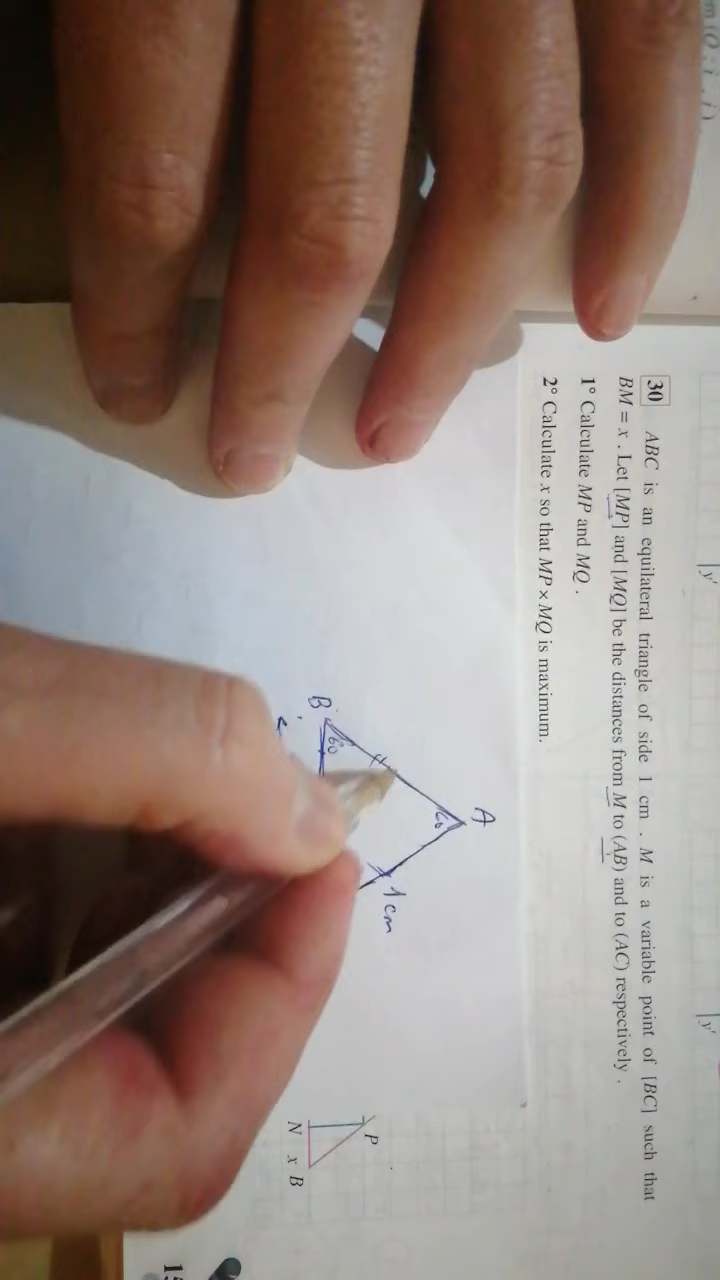 30 ABC is an equilateral triangle of side 1 cm . M is a variable point of [BC] such that
BM = x . Let [MP] and [MQ] be the distances from M to (AB) and to (AC) respectively .
1° Calculate MP and MQ .
2° Calculate x so that MP × MQ is maximum.
A
60
1 cm
B
60
P
N x B
y'
y'